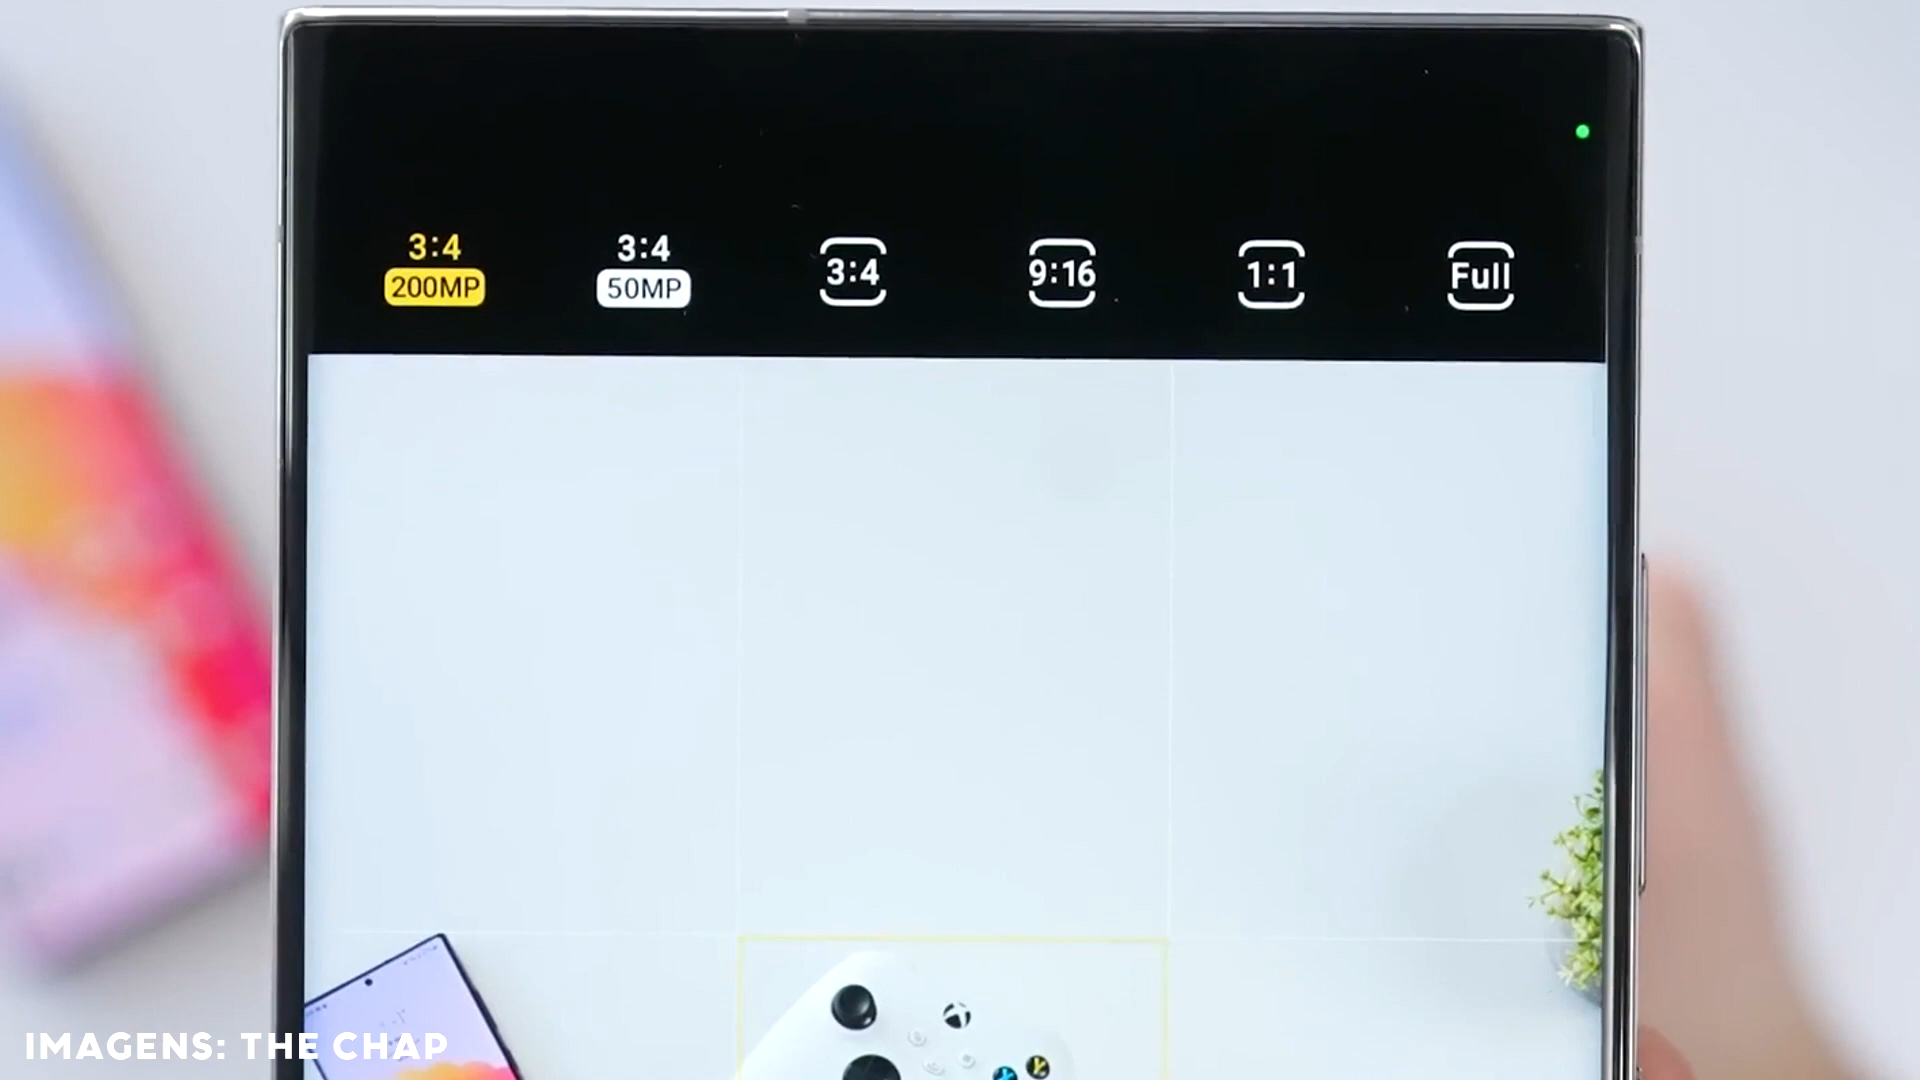 3:4
200MP
3:4
50MP
3:4
9:16
1:1
Full
IMAGENS: THE CHAP